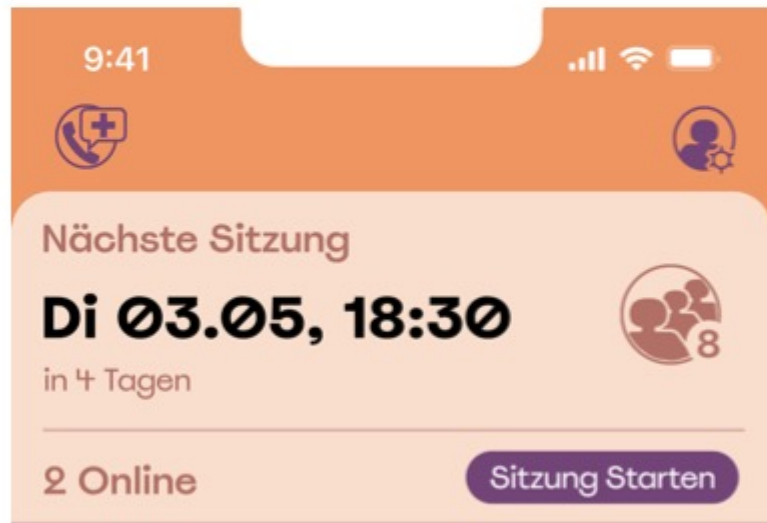 9:41
Nächste Sitzung
Di 03.05, 18:30
8
in 4 Tagen
2 Online
Sitzung Starten